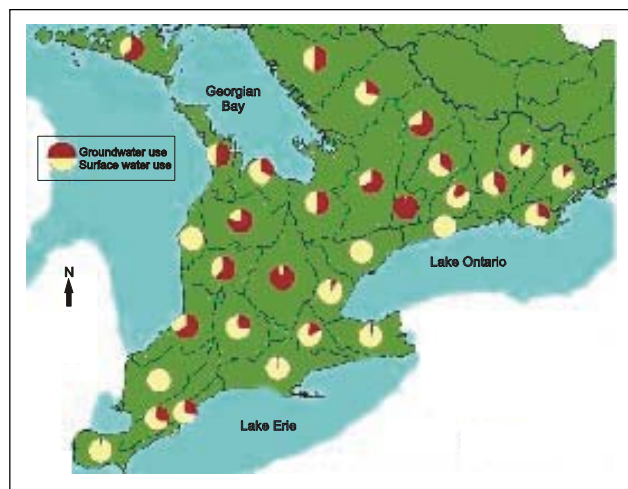 Georgian
Bay
Groundwater use
Surface water use
Lake Ontario
N
Lake Erie